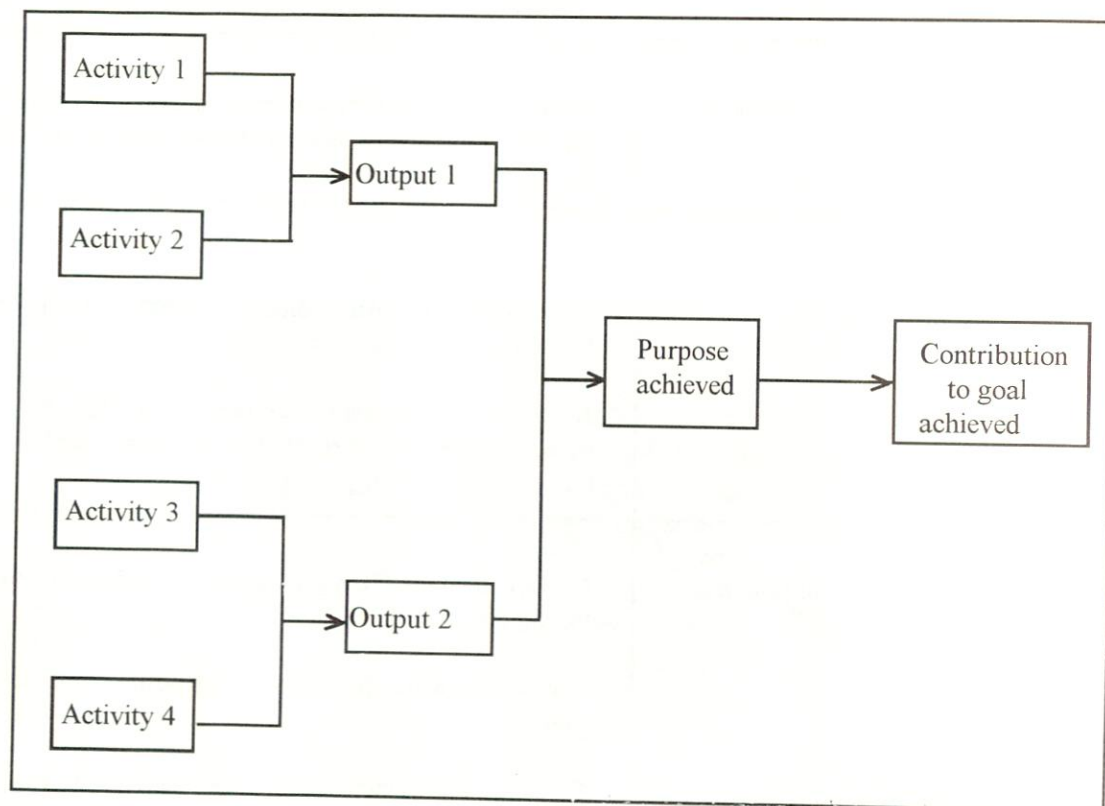 Activity 1
Activity 2
Output 1
Purpose
achieved
Contribution
to goal
achieved
Activity 3
Output 2
Activity 4